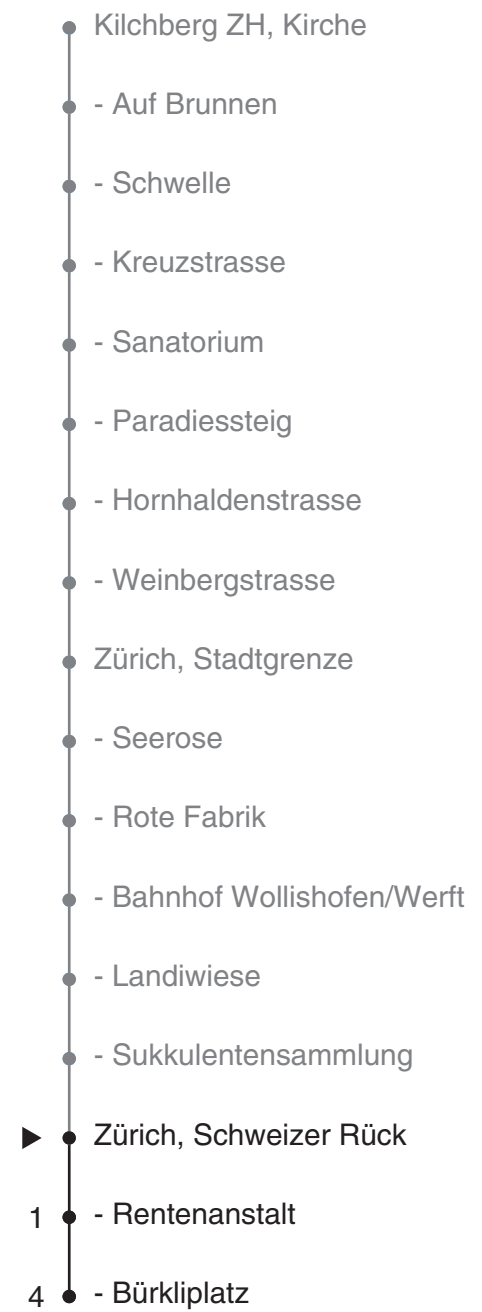 Kilchberg ZH, Kirche
- Auf Brunnen
- Schwelle
- Kreuzstrasse
- Sanatorium
- Paradiessteig
- Hornhaldenstrasse
- Weinbergstrasse
Zürich, Stadtgrenze
- Seerose
- Rote Fabrik
- Bahnhof Wollishofen/Werft
- Landiwiese
- Sukkulentensammlung
Zürich, Schweizer Rück
1 - Rentenanstalt
4 - Bürkliplatz